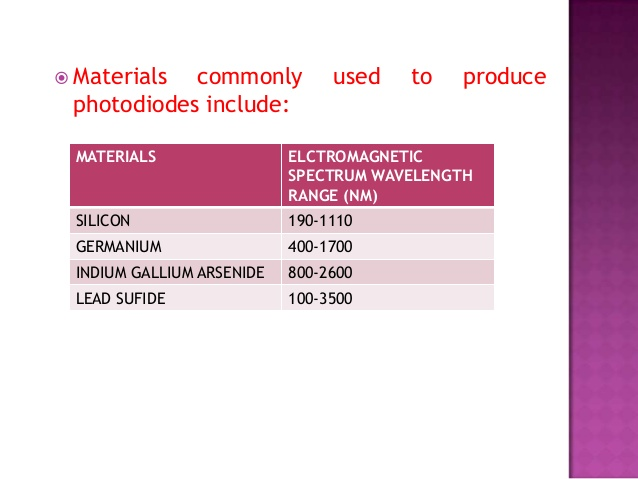 Materials commonly used to produce
photodiodes include:
MATERIALS
ELCTROMAGNETIC
SPECTRUM WAVELENGTH
RANGE (NM)
SILICON 190-1110
GERMANIUM 400-1700
INDIUM GALLIUM ARSENIDE 800-2600
LEAD SUFIDE 100-3500